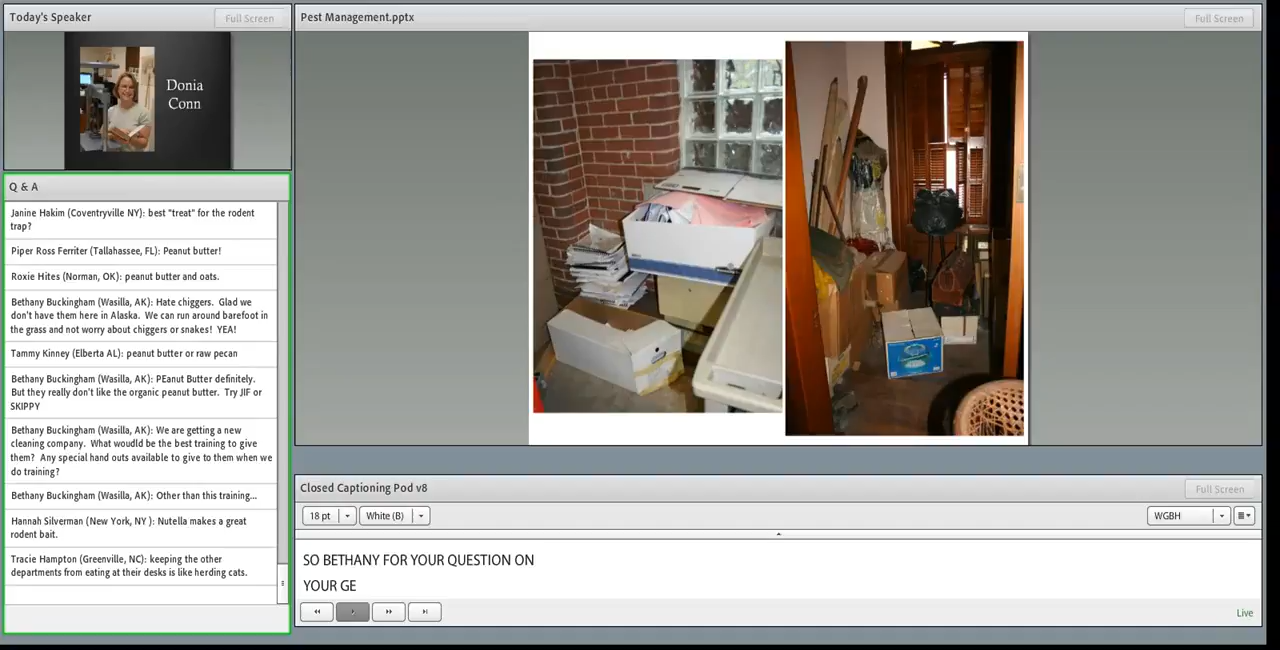 Today's Speaker
Full Screen
Donia
Conn
Q & A
Janine Hakim (Coventryville NY): best "treat" for the rodent
trap?
Piper Ross Ferriter (Tallahassee, FL): Peanut butter!
Roxie Hites (Norman, OK): peanut butter and oats.
Bethany Buckingham (Wasilla, AK): Hate chiggers.  Glad we
don't have them here in Alaska.  We can run around barefoot in
the grass and not worry about chiggers or snakes!  YEA!
Tammy Kinney (Elberta AL): peanut butter or raw pecan
Bethany Buckingham (Wasilla, AK): PEanut Butter definitely.
But they really don't like the organic peanut butter.  Try JIF or
SKIPPY
Bethany Buckingham (Wasilla, AK): We are getting a new
cleaning company.  What woudld be the best training to give
them?  Any special hand outs available to give to them when we
do training?
Bethany Buckingham (Wasilla, AK): Other than this training...
Hannah Silverman (New York, NY ): Nutella makes a great
rodent bait.
Tracie Hampton (Greenville, NC): keeping the other
departments from eating at their desks is like herding cats.
Pest Management.pptx
Full Screen
Closed Captioning Pod v8
Full Screen
18 pt
White (B)
WGBH
SO BETHANY FOR YOUR QUESTION ON
YOUR GE
Live